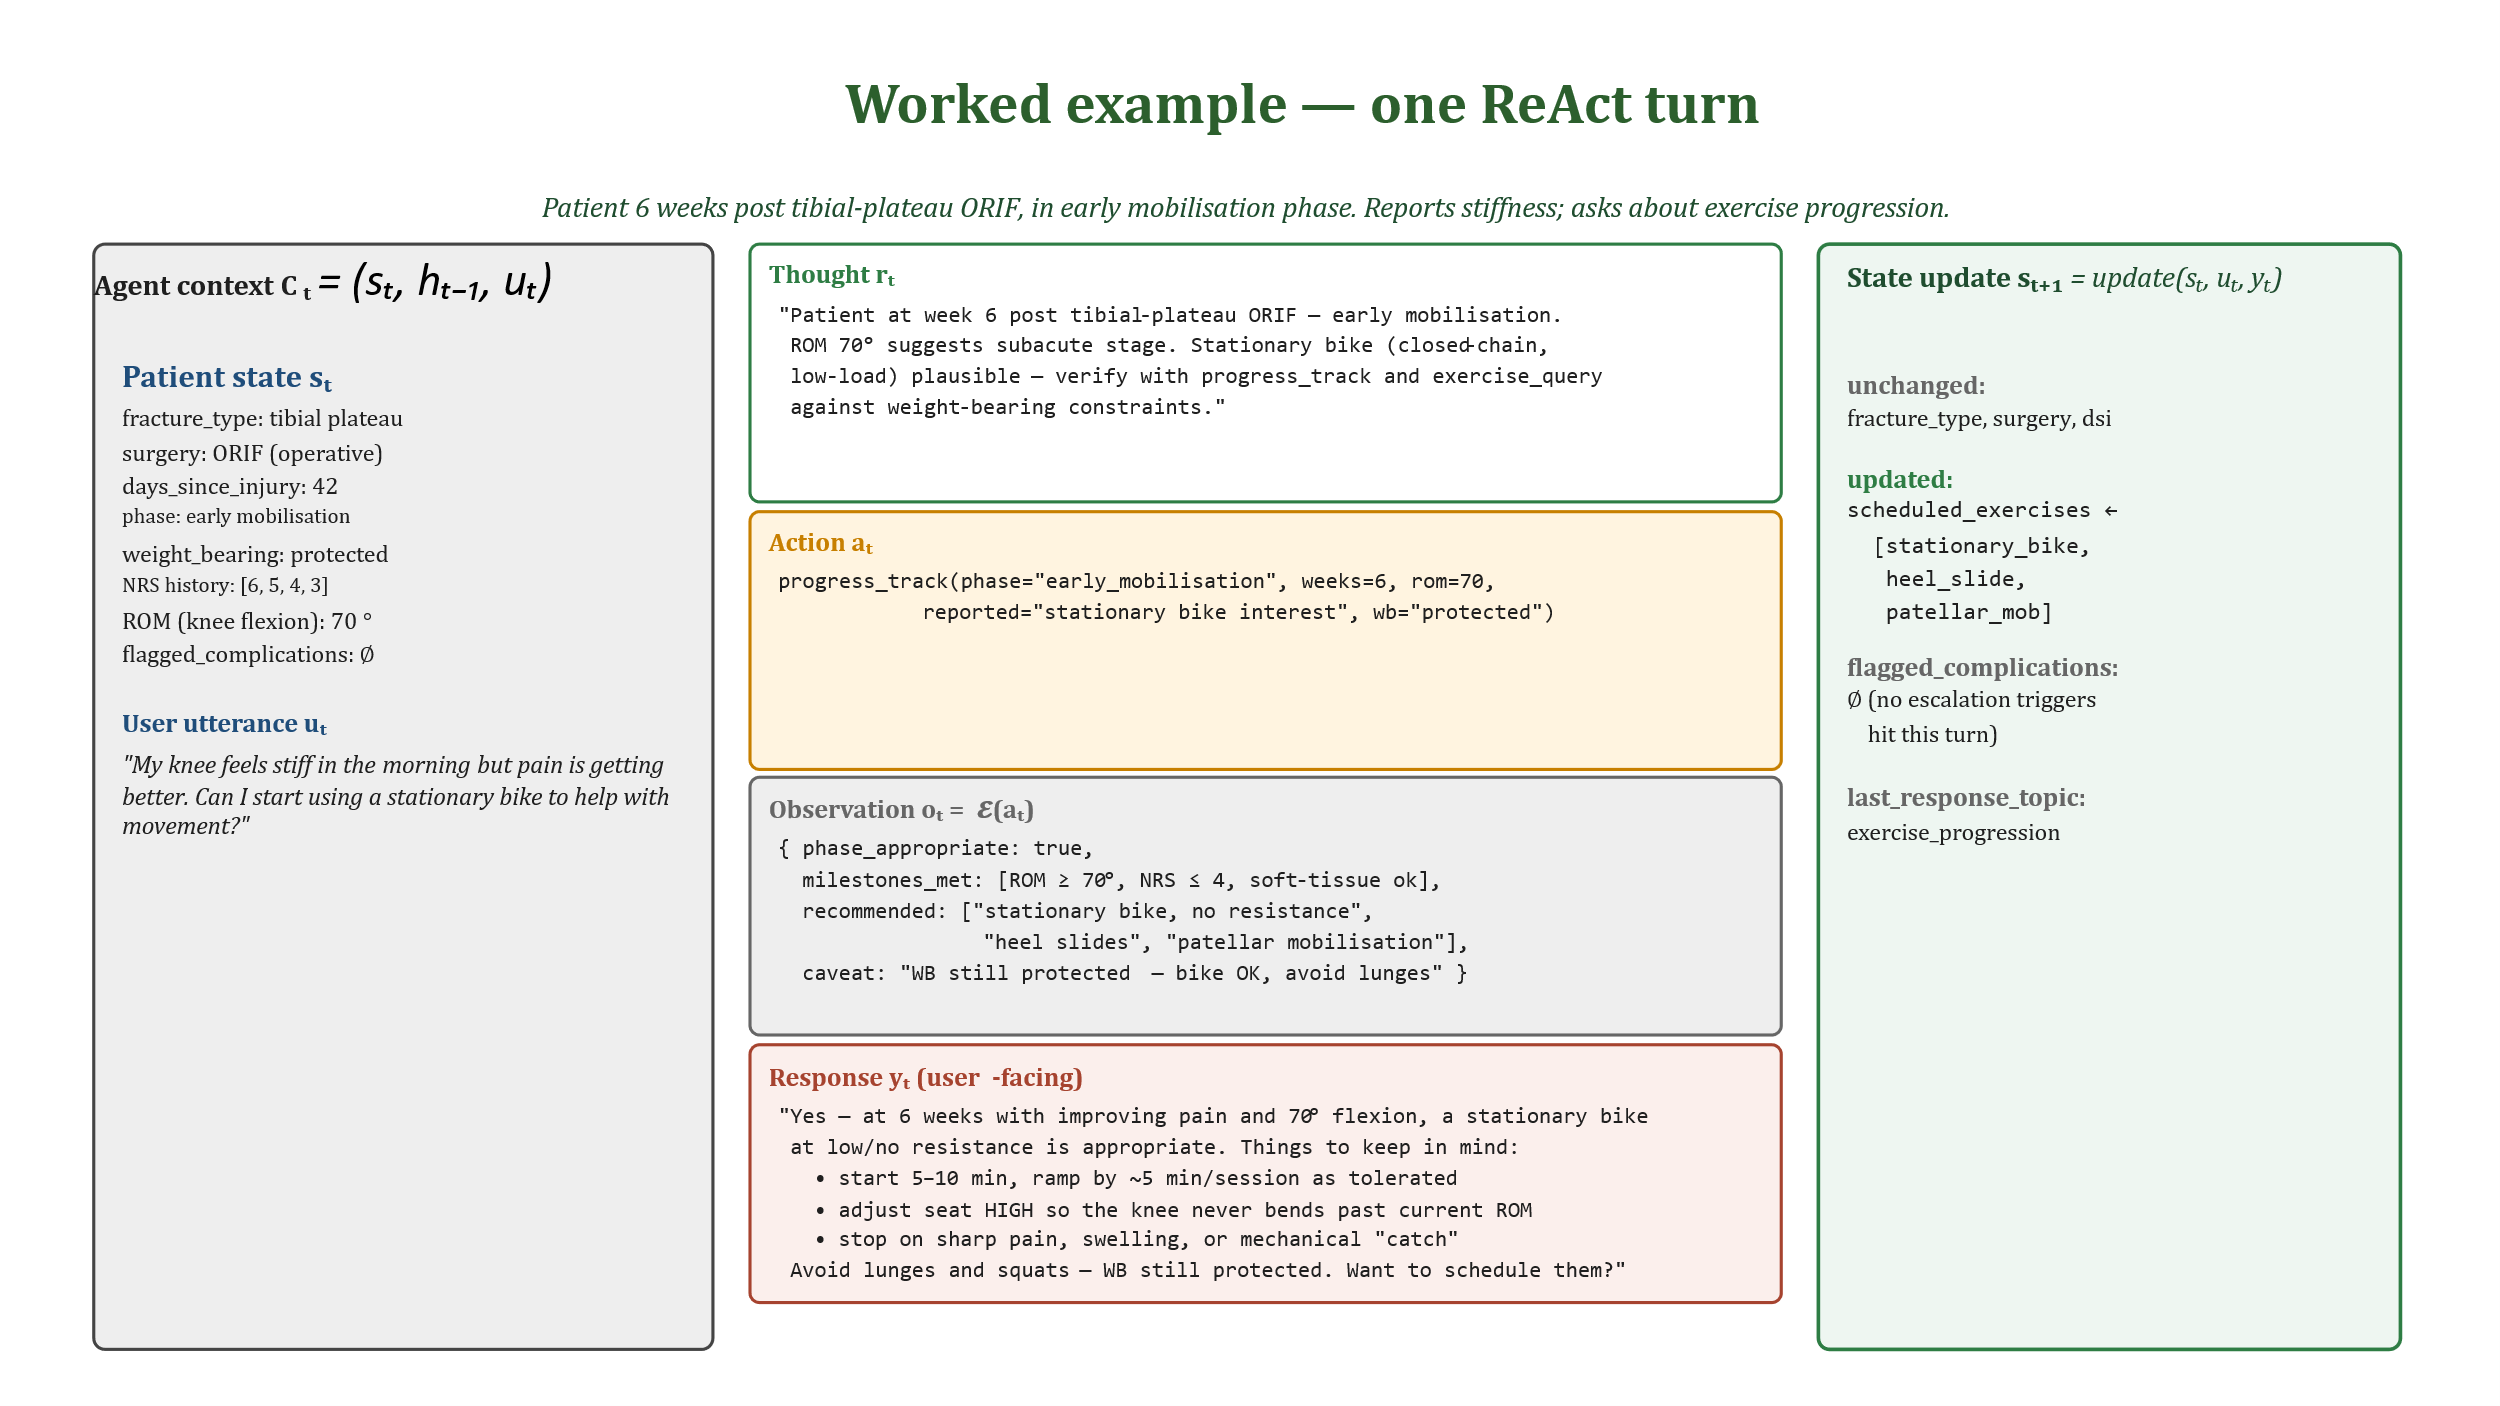 Worked example — one ReAct turn
Patient 6 weeks post tibial-plateau ORIF, in early mobilisation phase. Reports stiffness; asks about exercise progression.
Agent context C t = (sₜ, hₜ₋₁, uₜ)
Patient state sₜ
fracture_type: tibial plateau
surgery: ORIF (operative)
days_since_injury: 42
phase: early mobilisation
weight_bearing: protected
NRS history: [6, 5, 4, 3]
ROM (knee flexion): 70 °
flagged_complications: Ø
User utterance uₜ
"My knee feels stiff in the morning but pain is getting
better. Can I start using a stationary bike to help with
movement?"
Thought rₜ
"Patient at week 6 post tibial-plateau ORIF — early mobilisation.
ROM 70° suggests subacute stage. Stationary bike (closed-chain,
low-load) plausible — verify with progress_track and exercise_query
against weight-bearing constraints."
Action aₜ
progress_track(phase="early_mobilisation", weeks=6, rom=70,
reported="stationary bike interest", wb="protected")
Observation oₜ = ℰ(aₜ)
{ phase_appropriate: true,
milestones_met: [ROM ≥ 70°, NRS ≤ 4, soft-tissue ok],
recommended: ["stationary bike, no resistance",
"heel slides", "patellar mobilisation"],
caveat: "WB still protected — bike OK, avoid lunges" }
Response yₜ (user -facing)
"Yes — at 6 weeks with improving pain and 70° flexion, a stationary bike
at low/no resistance is appropriate. Things to keep in mind:
• start 5–10 min, ramp by ~5 min/session as tolerated
• adjust seat HIGH so the knee never bends past current ROM
• stop on sharp pain, swelling, or mechanical "catch"
Avoid lunges and squats — WB still protected. Want to schedule them?"
State update sₜ₊₁ = update(sₜ, uₜ, yₜ)
unchanged:
fracture_type, surgery, dsi
updated:
scheduled_exercises ←
[stationary_bike,
heel_slide,
patellar_mob]
flagged_complications:
Ø (no escalation triggers
hit this turn)
last_response_topic:
exercise_progression